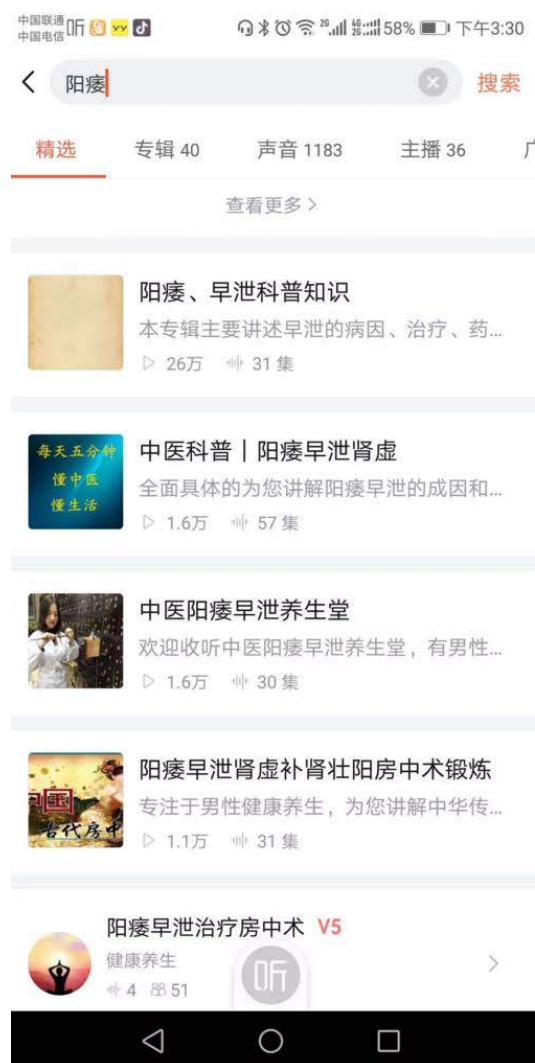 中国联通
中国电信
58%
下午3:30
阳痿
搜索
精选
专辑 40
声音 1183
主播 36
查看更多
阳痿、早泄科普知识
本专辑主要讲述早泄的病因、治疗、药...
26万
31 集
每天五分钟
懂中医
懂生活
中医科普｜阳痿早泄肾虚
全面具体的为您讲解阳痿早泄的成因和...
1.6万
57 集
中医阳痿早泄养生堂
欢迎收听中医阳痿早泄养生堂，有男性...
1.6万
30 集
中国
古代房中
阳痿早泄肾虚补肾壮阳房中术锻炼
专注于男性健康养生，为您讲解中华传...
1.1万
31 集
阳痿早泄治疗房中术 V5
健康养生
4
51
听